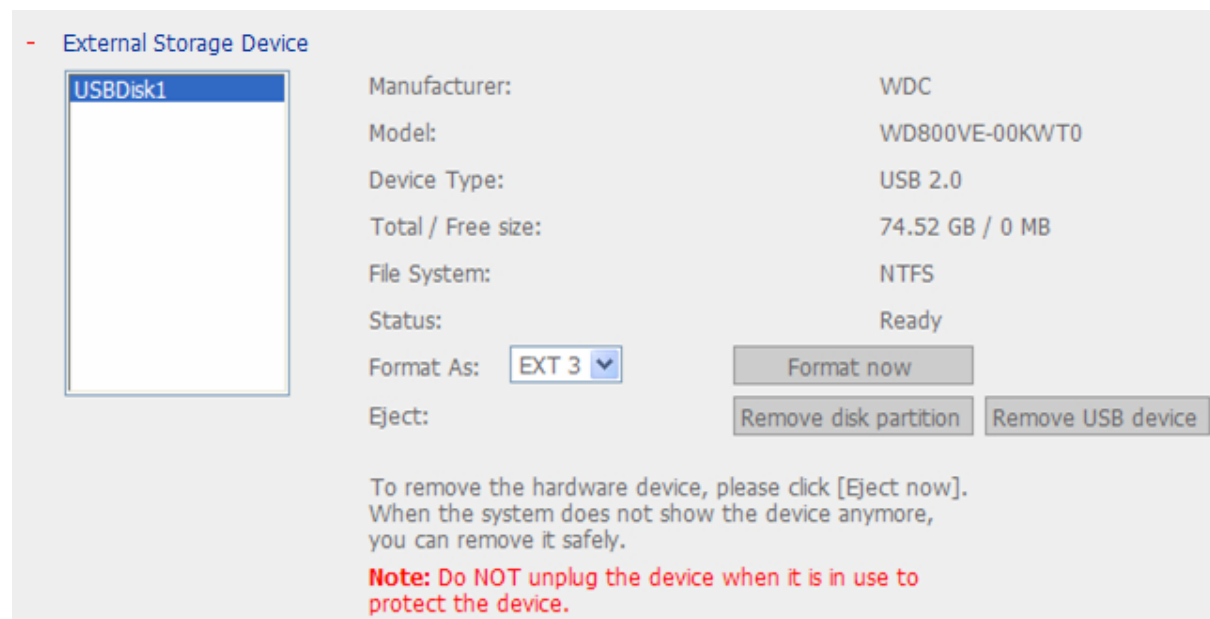 - External Storage Device
USBDisk1
Manufacturer: WDC
Model: WD800VE-00KWT0
Device Type: USB 2.0
Total / Free size: 74.52 GB / 0 MB
File System: NTFS
Status: Ready
Format As: EXT 3 Format now
Eject: Remove disk partition Remove USB device
To remove the hardware device, please click [Eject now].
When the system does not show the device anymore,
you can remove it safely.
Note: Do NOT unplug the device when it is in use to
protect the device.